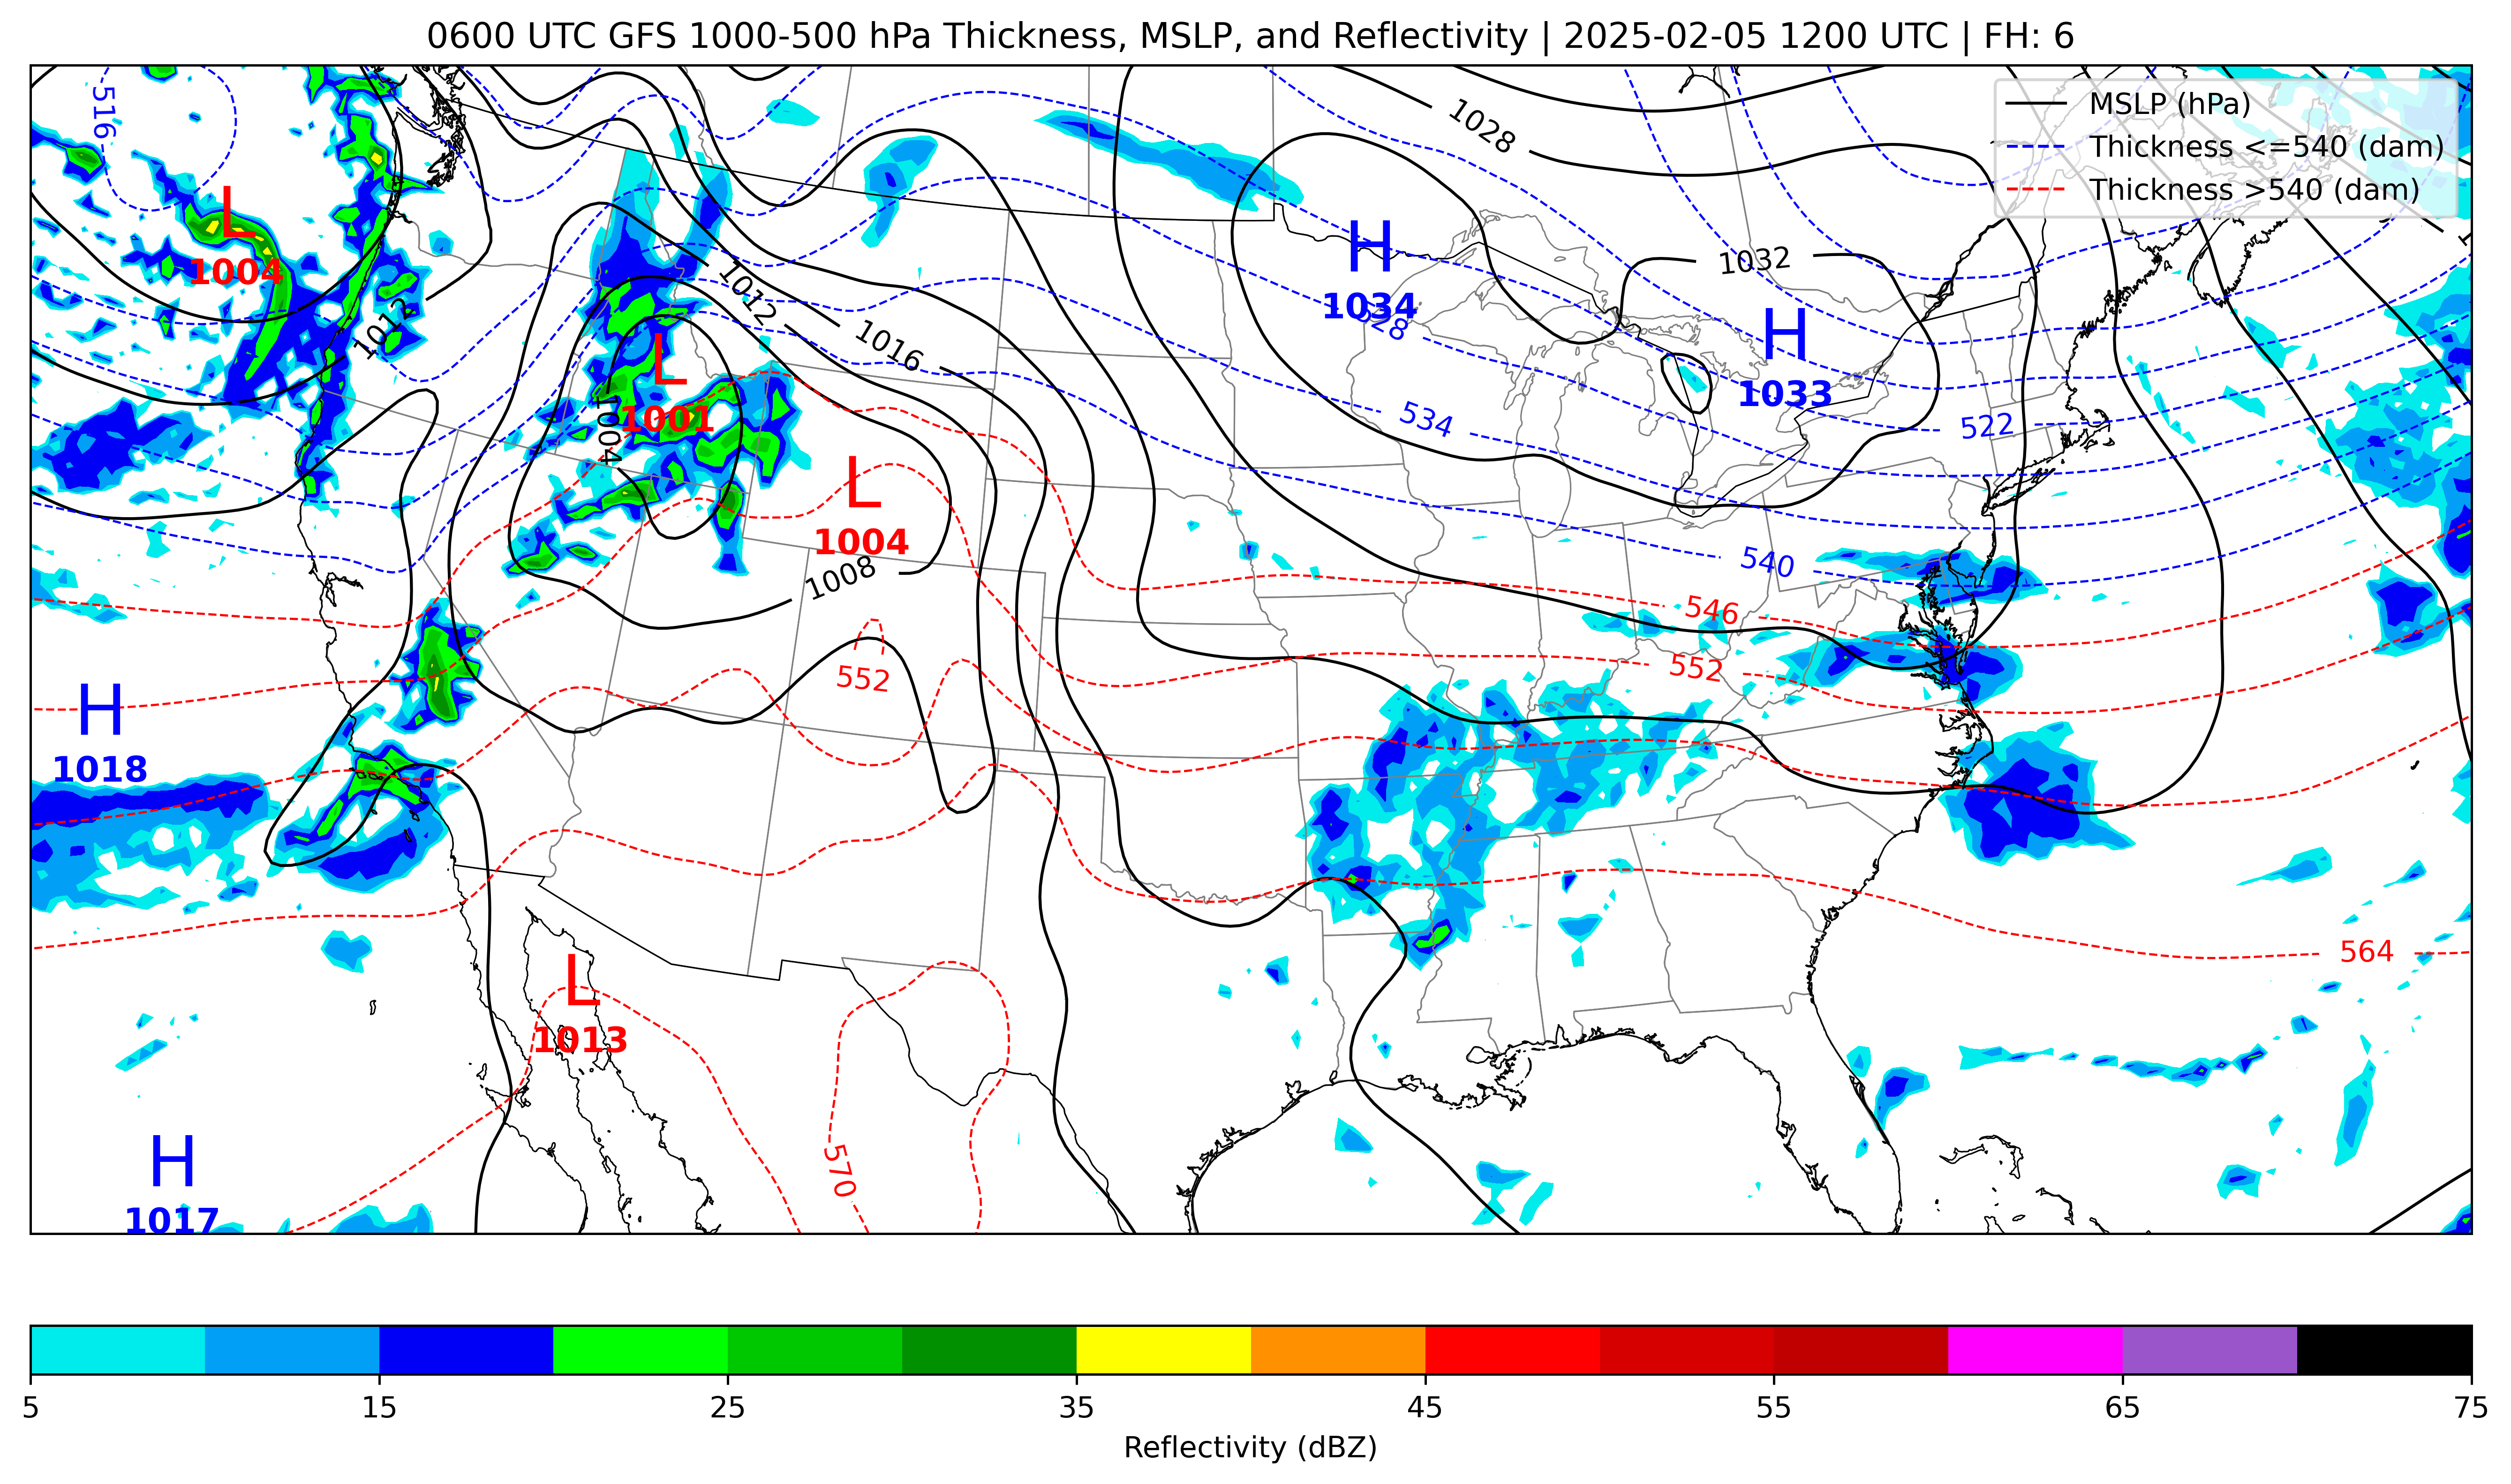 0600 UTC GFS 1000-500 hPa Thickness, MSLP, and Reflectivity | 2025-02-05 1200 UTC | FH: 6
MSLP (hPa)
Thickness <=540 (dam)
Thickness >540 (dam)
516
1028
L
1004
H
1034
1032
1012
1012
528
H
1033
1016
L
1001
1004
534
522
L
1004
1008
540
546
552
552
H
1018
564
L
1013
570
H
1017
5
15
25
35
45
55
65
75
Reflectivity (dBZ)